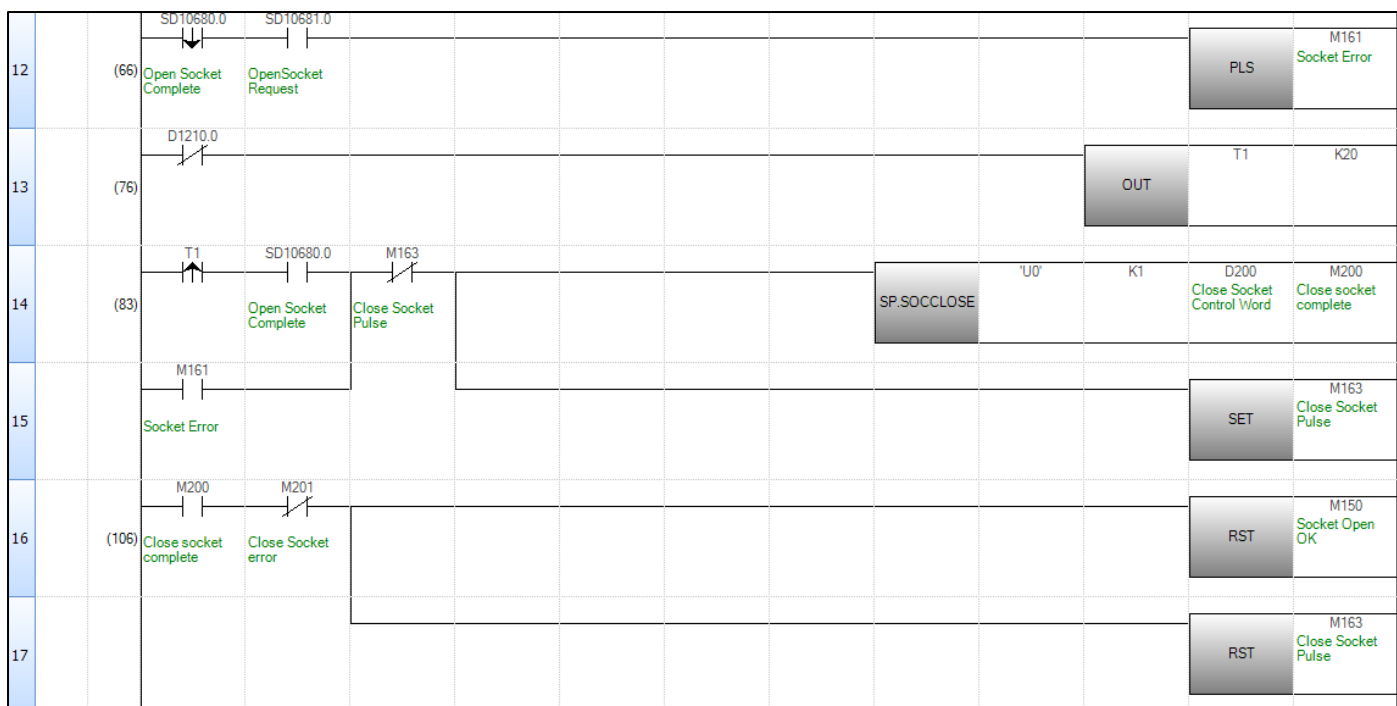 SD10680.0 SD10681.0
12 (66) Open Socket Complete OpenSocket Request PLS M161 Socket Error
D1210.0
13 (76) OUT T1 K20
T1 SD10680.0 M163
14 (83) Open Socket Complete Close Socket Pulse SP.SOCCLOSE 'U0' K1 D200 Close Socket Control Word M200 Close socket complete
M161
15 Socket Error SET M163 Close Socket Pulse
M200 M201
16 (106) Close socket complete Close Socket error RST M150 Socket Open OK
17 RST M163 Close Socket Pulse